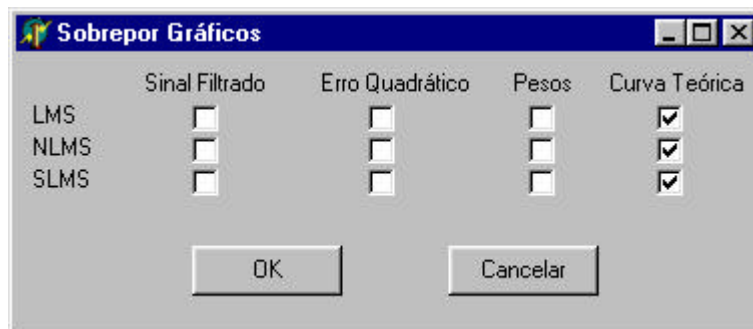 Sobrepor Gráficos
Sinal Filtrado Erro Quadrático Pesos Curva Teórica
LMS
NLMS
SLMS
OK Cancelar